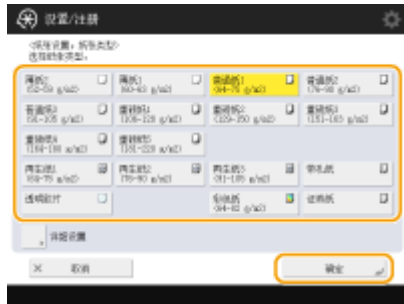 设置/注册
<纸张设置: 纸张类型>
选择纸张类型。
薄纸2
(52-59 g/m2)
薄纸1
(60-63 g/m2)
普通纸1
(64-75 g/m2)
普通纸2
(76-90 g/m2)
普通纸3
(91-105 g/m2)
重磅纸1
(106-128 g/m2)
重磅纸2
(129-150 g/m2)
重磅纸3
(151-163 g/m2)
重磅纸4
重磅纸5
再生纸1
(64-75 g/m2)
再生纸2
(76-90 g/m2)
再生纸3
(91-105 g/m2)
带孔纸
透明胶片
彩色纸
(64-82 g/m2)
证券纸
详细设置
取消
确定